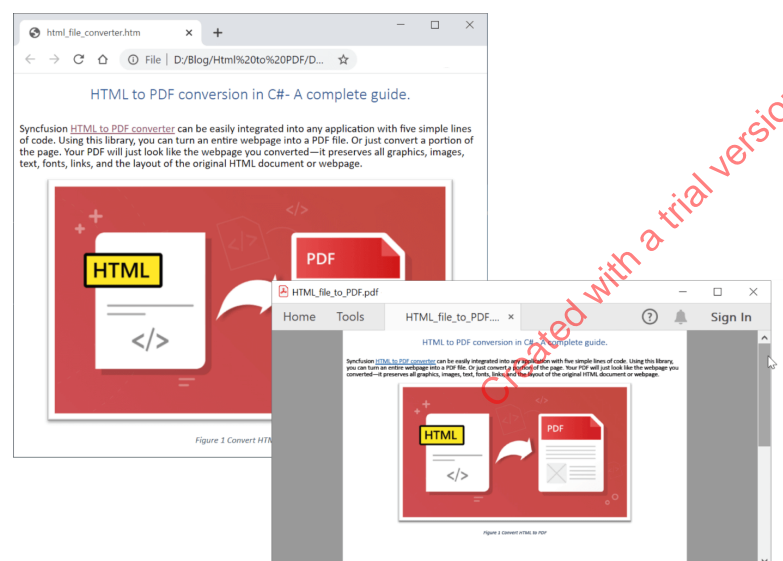 html_file_converter.htm
File | D:/Blog/Html%20to%20PDF/D...
HTML to PDF conversion in C#- A complete guide.
Syncfusion HTML to PDF converter can be easily integrated into any application with five simple lines
of code. Using this library, you can turn an entire webpage into a PDF file. Or just convert a portion of
the page. Your PDF will just look like the webpage you converted—it preserves all graphics, images,
text, fonts, links, and the layout of the original HTML document or webpage.
</>
</>
HTML
PDF
</>
Figure 1 Convert HTM
HTML_file_to_PDF.pdf
Home Tools HTML_file_to_PDF.... × ? Sign In
HTML to PDF conversion in C#- A complete guide.
Syncfusion HTML to PDF converter can be easily integrated into any application with five simple lines of code. Using this library,
you can turn an entire webpage into a PDF file. Or just convert a portion of the page. Your PDF will just look like the webpage you
converted—it preserves all graphics, images, text, fonts, links, and the layout of the original HTML document or webpage.
HTML
PDF
</>
Figure 1 Convert HTML to PDF
Created with a trial version